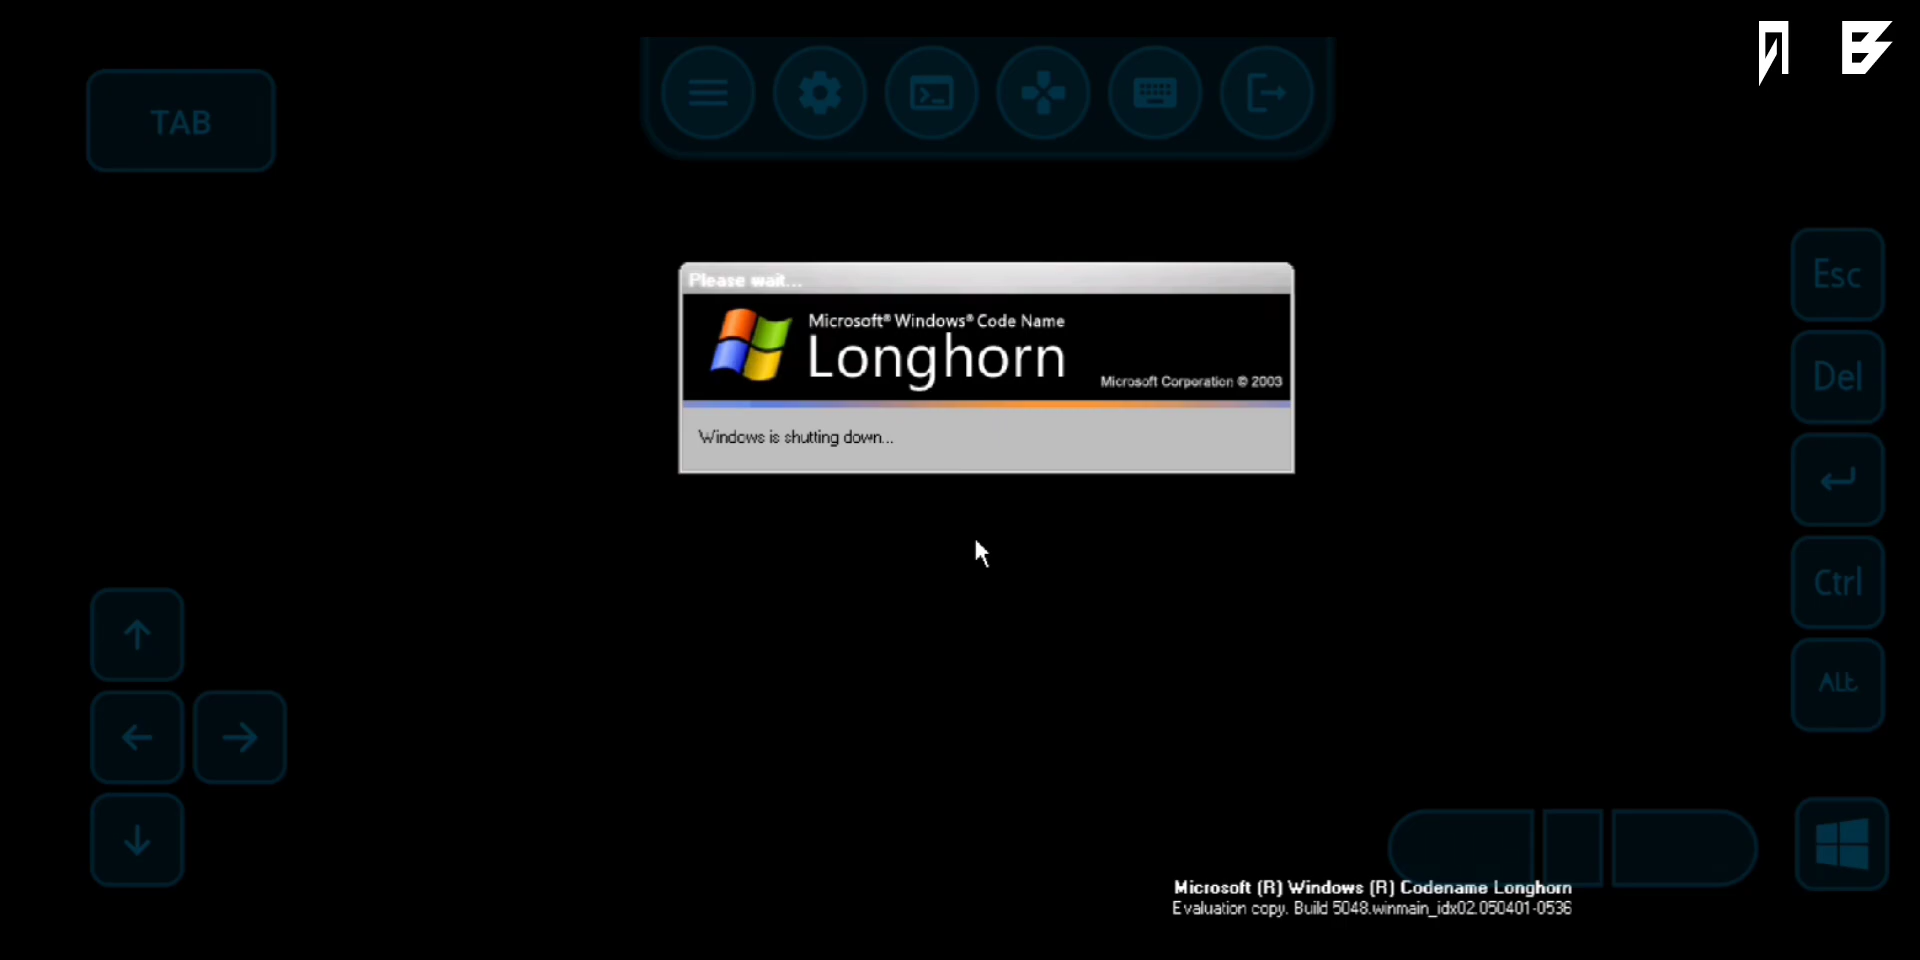 TAB
Please wait...
Microsoft® Windows® Code Name
Longhorn
Microsoft Corporation © 2003
Windows is shutting down...
Esc
Del
Ctrl
ALt
Microsoft (R) Windows (R) Codename Longhorn
Evaluation copy. Build 5048.winmain_idx02.050401-0536